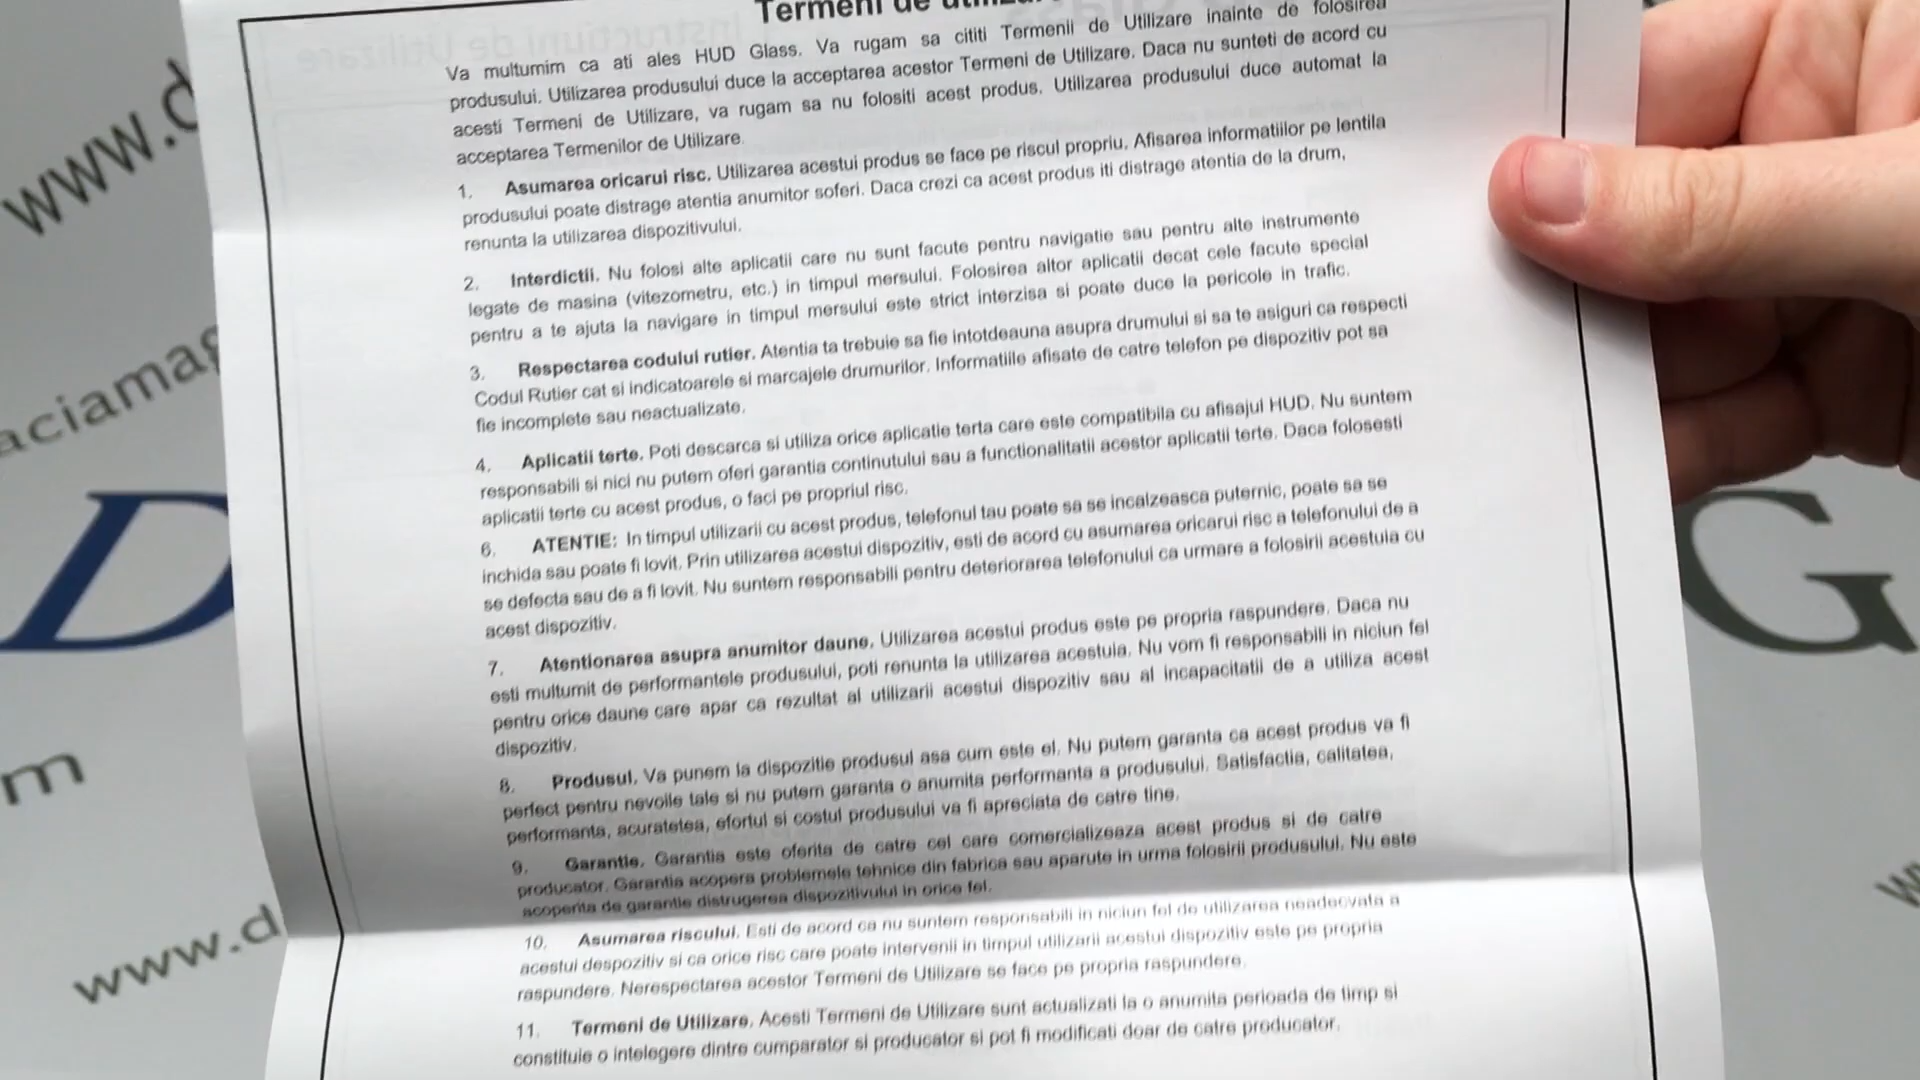 Termeni de
Va multumim ca ati ales HUD Glass. Va rugam sa cititi Termenii de Utilizare inainte de folosirea
produsului. Utilizarea produsului duce la acceptarea acestor Termeni de Utilizare. Daca nu sunteti de acord cu
acesti Termeni de Utilizare, va rugam sa nu folositi acest produs. Utilizarea produsului duce automat la
acceptarea Termenilor de Utilizare.
1. Asumarea oricarui risc. Utilizarea acestui produs se face pe riscul propriu. Afisarea informatiilor pe lentila
produsului poate distrage atentia anumitor soferi. Daca crezi ca acest produs iti distrage atentia de la drum,
renunta la utilizarea dispozitivului.
2. Interdictii. Nu folosi alte aplicatii care nu sunt facute pentru navigatie sau pentru alte instrumente
legate de masina (vitezometru, etc.) in timpul mersului. Folosirea altor aplicatii decat cele facute special
pentru a te ajuta la navigare in timpul mersului este strict interzisa si poate duce la pericole in trafic.
3. Respectarea codului rutier. Atentia ta trebuie sa fie intotdeauna asupra drumului si sa te asiguri ca respecti
Codul Rutier cat si indicatoarele si marcajele drumurilor. Informatiile afisate de catre telefon pe dispozitiv pot sa
fie incomplete sau neactualizate.
4. Aplicatii terte. Poti descarca si utiliza orice aplicatie terta care este compatibila cu afisajul HUD. Nu suntem
responsabili si nici nu putem oferi garantia continutului sau a functionalitatii acestor aplicatii terte. Daca folosesti
aplicatii terte cu acest produs, o faci pe propriul risc.
6. ATENTIE: In timpul utilizarii cu acest produs, telefonul tau poate sa se incalzeasca puternic, poate sa se
inchida sau poate fi lovit. Prin utilizarea acestui dispozitiv, esti de acord cu asumarea oricarui risc a telefonului de a
se defecta sau de a fi lovit. Nu suntem responsabili pentru deteriorarea telefonului ca urmare a folosirii acestuia cu
acest dispozitiv.
7. Atentionarea asupra anumitor daune. Utilizarea acestui produs este pe propria raspundere. Daca nu
esti multumit de performantele produsului, poti renunta la utilizarea acestuia. Nu vom fi responsabili in niciun fel
pentru orice daune care apar ca rezultat al utilizarii acestui dispozitiv sau al incapacitatii de a utiliza acest
dispozitiv.
8. Produsul. Va punem la dispozitie produsul asa cum este el. Nu putem garanta ca acest produs va fi
perfect pentru nevoile tale si nu putem garanta o anumita performanta a produsului. Satisfactia, calitatea,
performanta, acuratetea, efortul si costul produsului va fi apreciata de catre tine.
9. Garantie. Garantia este oferita de catre cel care comercializeaza acest produs si de catre
producator. Garantia acopera problemele tehnice din fabrica sau aparute in urma folosirii produsului. Nu este
acoperita de garantie distrugerea dispozitivului in orice fel.
10. Asumarea riscului. Esti de acord ca nu suntem responsabili in niciun fel de utilizarea neadecvata a
acestui despozitiv si ca orice risc care poate intervenii in timpul utilizarii acestui dispozitiv este pe propria
raspundere. Nerespectarea acestor Termeni de Utilizare se face pe propria raspundere.
11. Termeni de Utilizare. Acesti Termeni de Utilizare sunt actualizati la o anumita perioada de timp si
constituie o intelegere dintre cumparator si producator si pot fi modificati doar de catre producator.
www.d
aciamag
D
G
m
www.d
w